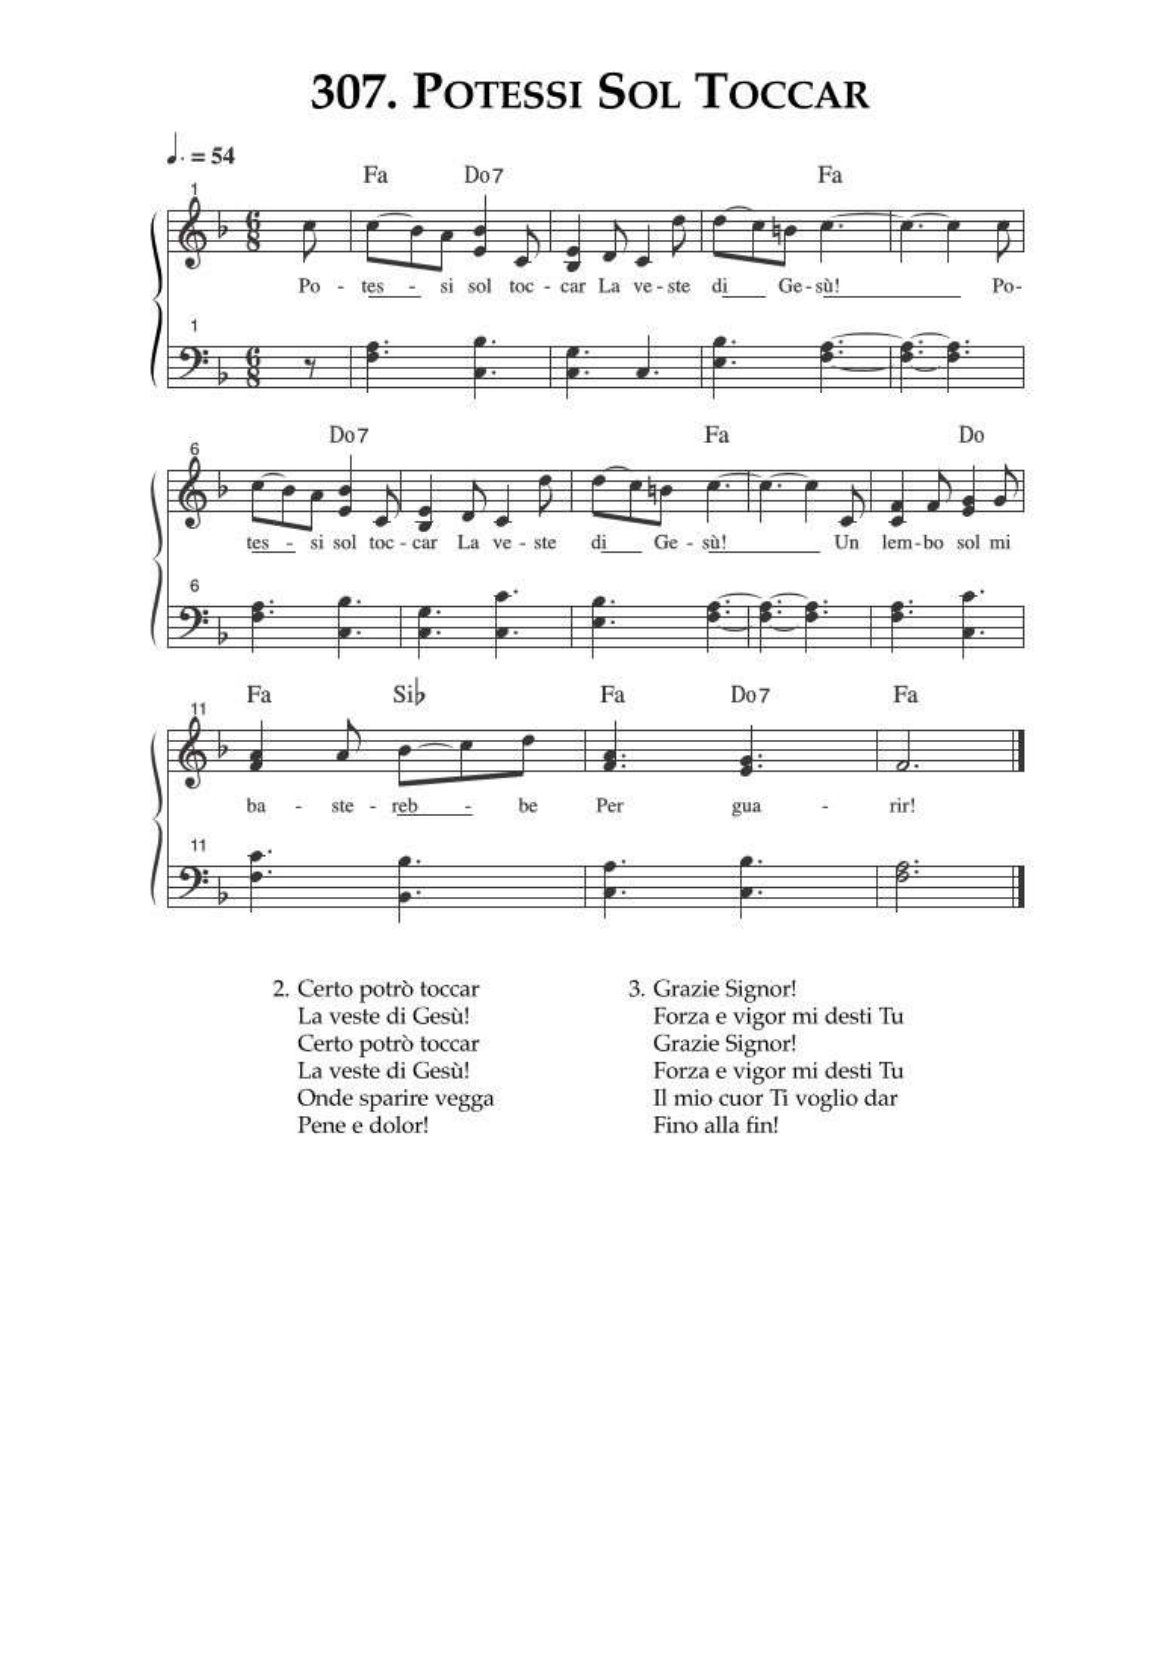 307. Potessi Sol Toccar
♩. = 54
Fa Do7 Fa
1
6 8
Po - tes - si sol toc - car La ve - ste di Ge - sù! Po-
1
6 8
Do7 Fa Do
6
tes - si sol toc - car La ve - ste di Ge - sù! Un lem - bo sol mi
6
Fa Si♭ Fa Do7 Fa
11
ba - ste - reb - be Per gua - rir!
11
2. Certo potrò toccar
La veste di Gesù!
Certo potrò toccar
La veste di Gesù!
Onde sparire vegga
Pene e dolor!
3. Grazie Signor!
Forza e vigor mi desti Tu
Grazie Signor!
Forza e vigor mi desti Tu
Il mio cuor Ti voglio dar
Fino alla fin!